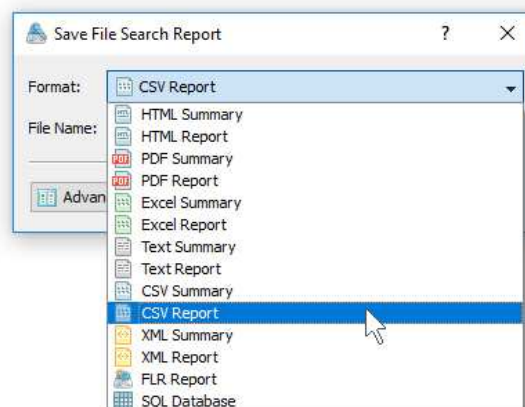 Save File Search Report ?
Format: CSV Report
File Name:
HTML Summary
HTML Report
PDF Summary
PDF Report
Excel Summary
Advan
Excel Report
Text Summary
Text Report
CSV Summary
CSV Report
XML Summary
XML Report
FLR Report
SQL Database